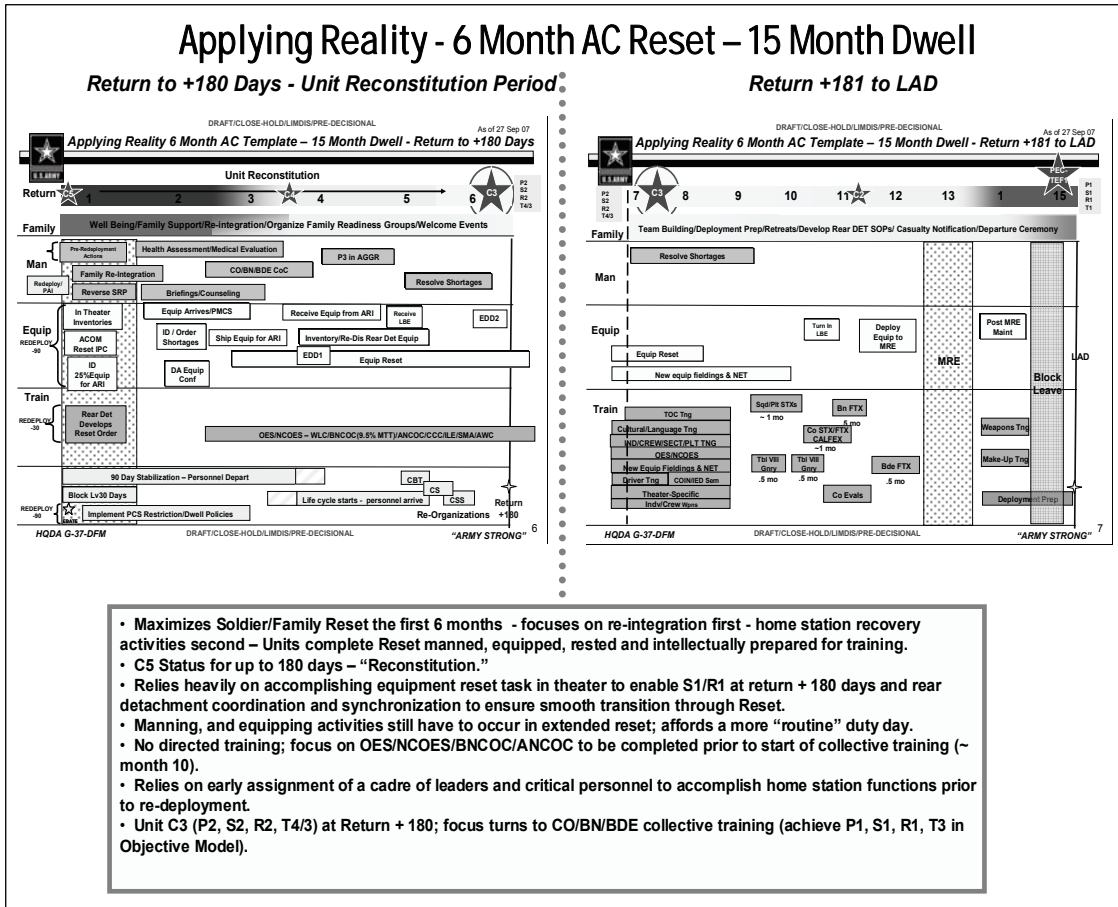 Applying Reality - 6 Month AC Reset – 15 Month Dwell
Return to +180 Days - Unit Reconstitution Period
DRAFT/CLOSE-HOLD/LIMDIS/PRE-DECISIONAL
As of 27 Sep 07
Applying Reality 6 Month AC Template – 15 Month Dwell - Return to +180 Days
U.S.ARMY
Unit Reconstitution
Return
C5
1
2
3
C4
4
5
6
C3
P2
S2
R2
T4/3
Family
Well Being/Family Support/Re-integration/Organize Family Readiness Groups/Welcome Events
Man
Pre-Redeployment
Actions
Health Assessment/Medical Evaluation
P3 in AGGR
Family Re-Integration
CO/BN/BDE CoC
Redeploy/
PAI
Reverse SRP
Briefings/Counseling
Resolve Shortages
Equip
REDEPLOY
-90
In Theater
Inventories
Equip Arrives/PMCS
Receive Equip from ARI
Receive
LBE
EDD2
ACOM
Reset IPC
ID / Order
Shortages
Ship Equip for ARI
Inventory/Re-Dis Rear Det Equip
EDD1
Equip Reset
ID
25%Equip
for ARI
DA Equip
Conf
Train
REDEPLOY
-30
Rear Det
Develops
Reset Order
OES/NCOES – WLC/BNCOC(9.5% MTT)/ANCOC/CCC/ILE/SMA/AWC
90 Day Stabilization – Personnel Depart
CBT
Block Lv30 Days
CS
Life cycle starts - personnel arrive
CSS
Return
+180
REDEPLOY
-90
Implement PCS Restriction/Dwell Policies
Re-Organizations
6
HQDA G-37-DFM
DRAFT/CLOSE-HOLD/LIMDIS/PRE-DECISIONAL
"ARMY STRONG"
Return +181 to LAD
DRAFT/CLOSE-HOLD/LIMDIS/PRE-DECISIONAL
As of 27 Sep 07
Applying Reality 6 Month AC Template – 15 Month Dwell - Return +181 to LAD
U.S.ARMY
P2
S2
R2
T4/3
7
C3
8
9
10
11
C2
12
13
1
15
P1
S1
R1
T1
Family
Team Building/Deployment Prep/Retreats/Develop Rear DET SOPs/ Casualty Notification/Departure Ceremony
Man
Resolve Shortages
Equip
Turn In
LBE
Deploy
Equip to
MRE
Post MRE
Maint
Equip Reset
New equip fieldings & NET
MRE
LAD
Block
Leave
Train
Sqd/Plt STXs
~ 1 mo
Bn FTX
.5 mo
TOC Tng
Cultural/Language Tng
Co STX/FTX
CALFEX
~1 mo
Weapons Tng
IND/CREW/SECT/PLT TNG
OES/NCOES
Tbl VIII
Gnry
.5 mo
Tbl VIII
Gnry
.5 mo
Bde FTX
.5 mo
Make-Up Tng
New Equip Fieldings & NET
Driver Tng
COIN/IED Sem
Theater-Specific
Co Evals
Deployment Prep
Indv/Crew Wpns
7
HQDA G-37-DFM
DRAFT/CLOSE-HOLD/LIMDIS/PRE-DECISIONAL
"ARMY STRONG"
• Maximizes Soldier/Family Reset the first 6 months - focuses on re-integration first - home station recovery
activities second – Units complete Reset manned, equipped, rested and intellectually prepared for training.
• C5 Status for up to 180 days – “Reconstitution.”
• Relies heavily on accomplishing equipment reset task in theater to enable S1/R1 at return + 180 days and rear
detachment coordination and synchronization to ensure smooth transition through Reset.
• Manning, and equipping activities still have to occur in extended reset; affords a more “routine” duty day.
• No directed training; focus on OES/NCOES/BNCOC/ANCOC to be completed prior to start of collective training (~
month 10).
• Relies on early assignment of a cadre of leaders and critical personnel to accomplish home station functions prior
to re-deployment.
• Unit C3 (P2, S2, R2, T4/3) at Return + 180; focus turns to CO/BN/BDE collective training (achieve P1, S1, R1, T3 in
Objective Model).